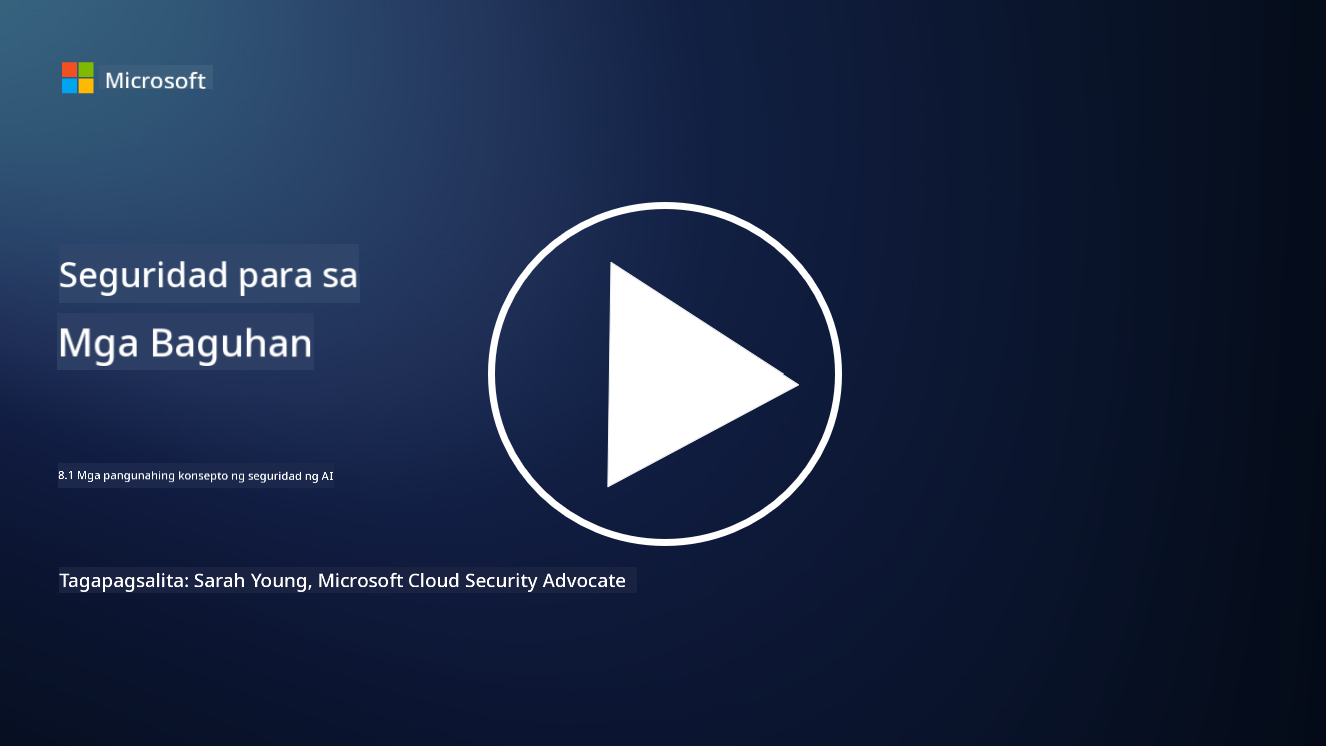 Microsoft
Seguridad para sa
Mga Baguhan
8.1 Mga pangunahing konsepto ng seguridad ng AI
Tagapagsalita: Sarah Young, Microsoft Cloud Security Advocate